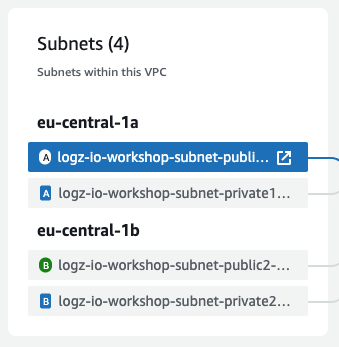 Subnets (4)
Subnets within this VPC
eu-central-1a
A logz-io-workshop-subnet-publi...
A logz-io-workshop-subnet-private1...
eu-central-1b
B logz-io-workshop-subnet-public2-...
B logz-io-workshop-subnet-private2...